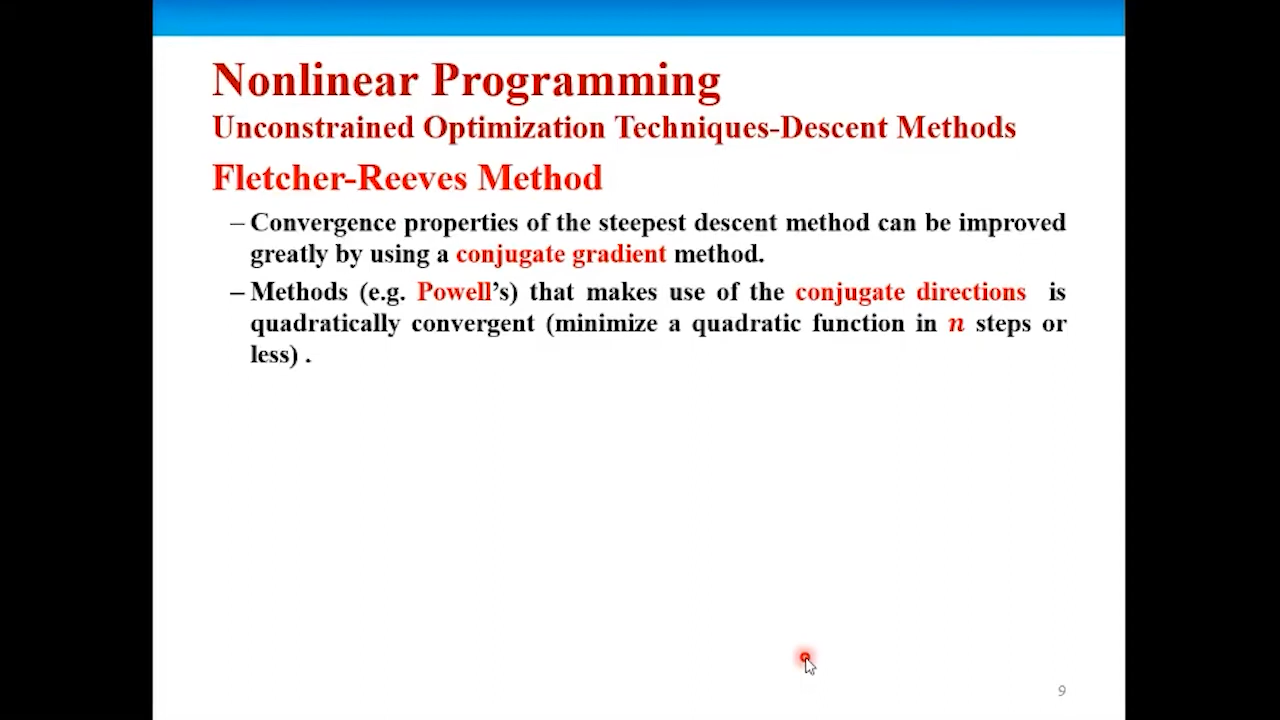 Nonlinear Programming
Unconstrained Optimization Techniques-Descent Methods
Fletcher-Reeves Method
– Convergence properties of the steepest descent method can be improved
greatly by using a conjugate gradient method.
– Methods (e.g. Powell’s) that makes use of the conjugate directions is
quadratically convergent (minimize a quadratic function in n steps or
less) .
9